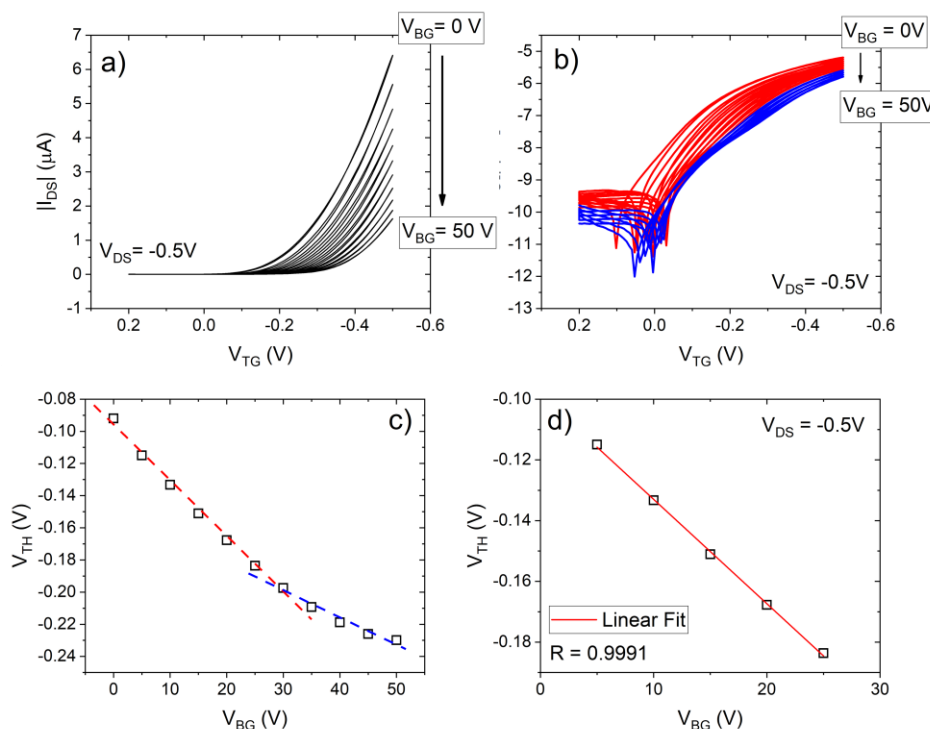 a)
V_BG= 0 V
V_BG= 50 V
V_DS= -0.5V
|I_DS| (μA)
7
6
5
4
3
2
1
0
-1
0.2 0.0 -0.2 -0.4 -0.6
V_TG (V)
b)
V_BG = 0V
V_BG = 50V
V_DS = -0.5V
-5
-6
-7
-8
-9
-10
-11
-12
-13
0.2 0.0 -0.2 -0.4 -0.6
V_TG (V)
c)
V_TH (V)
-0.08
-0.10
-0.12
-0.14
-0.16
-0.18
-0.20
-0.22
-0.24
0 10 20 30 40 50
V_BG (V)
d)
V_DS = -0.5V
V_TH (V)
-0.10
-0.12
-0.14
-0.16
-0.18
Linear Fit
R = 0.9991
0 10 20 30
V_BG (V)